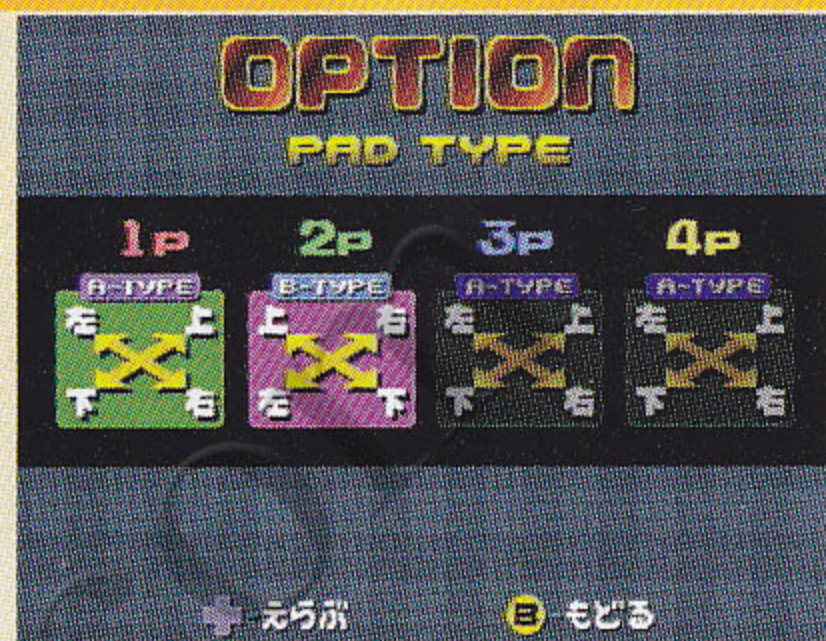 OPTION
PAD TYPE
1P 2P 3P 4P
A-TYPE B-TYPE A-TYPE A-TYPE
左 上 上 右 左 上 左 上
下 右 左 下 下 右 下 右
えらぶ B もどる